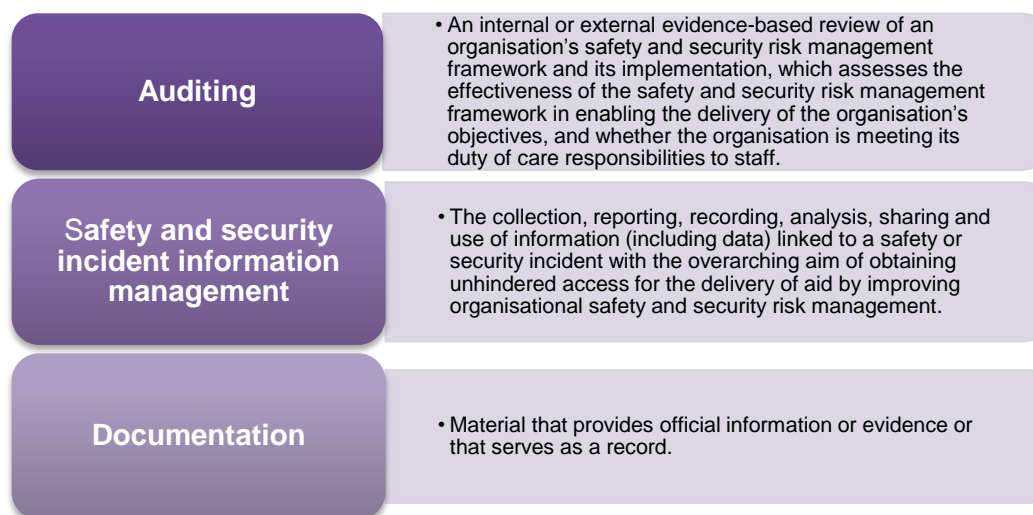 Auditing
• An internal or external evidence-based review of an
organisation's safety and security risk management
framework and its implementation, which assesses the
effectiveness of the safety and security risk management
framework in enabling the delivery of the organisation's
objectives, and whether the organisation is meeting its
duty of care responsibilities to staff.
Safety and security
incident information
management
• The collection, reporting, recording, analysis, sharing and
use of information (including data) linked to a safety or
security incident with the overarching aim of obtaining
unhindered access for the delivery of aid by improving
organisational safety and security risk management.
Documentation
• Material that provides official information or evidence or
that serves as a record.